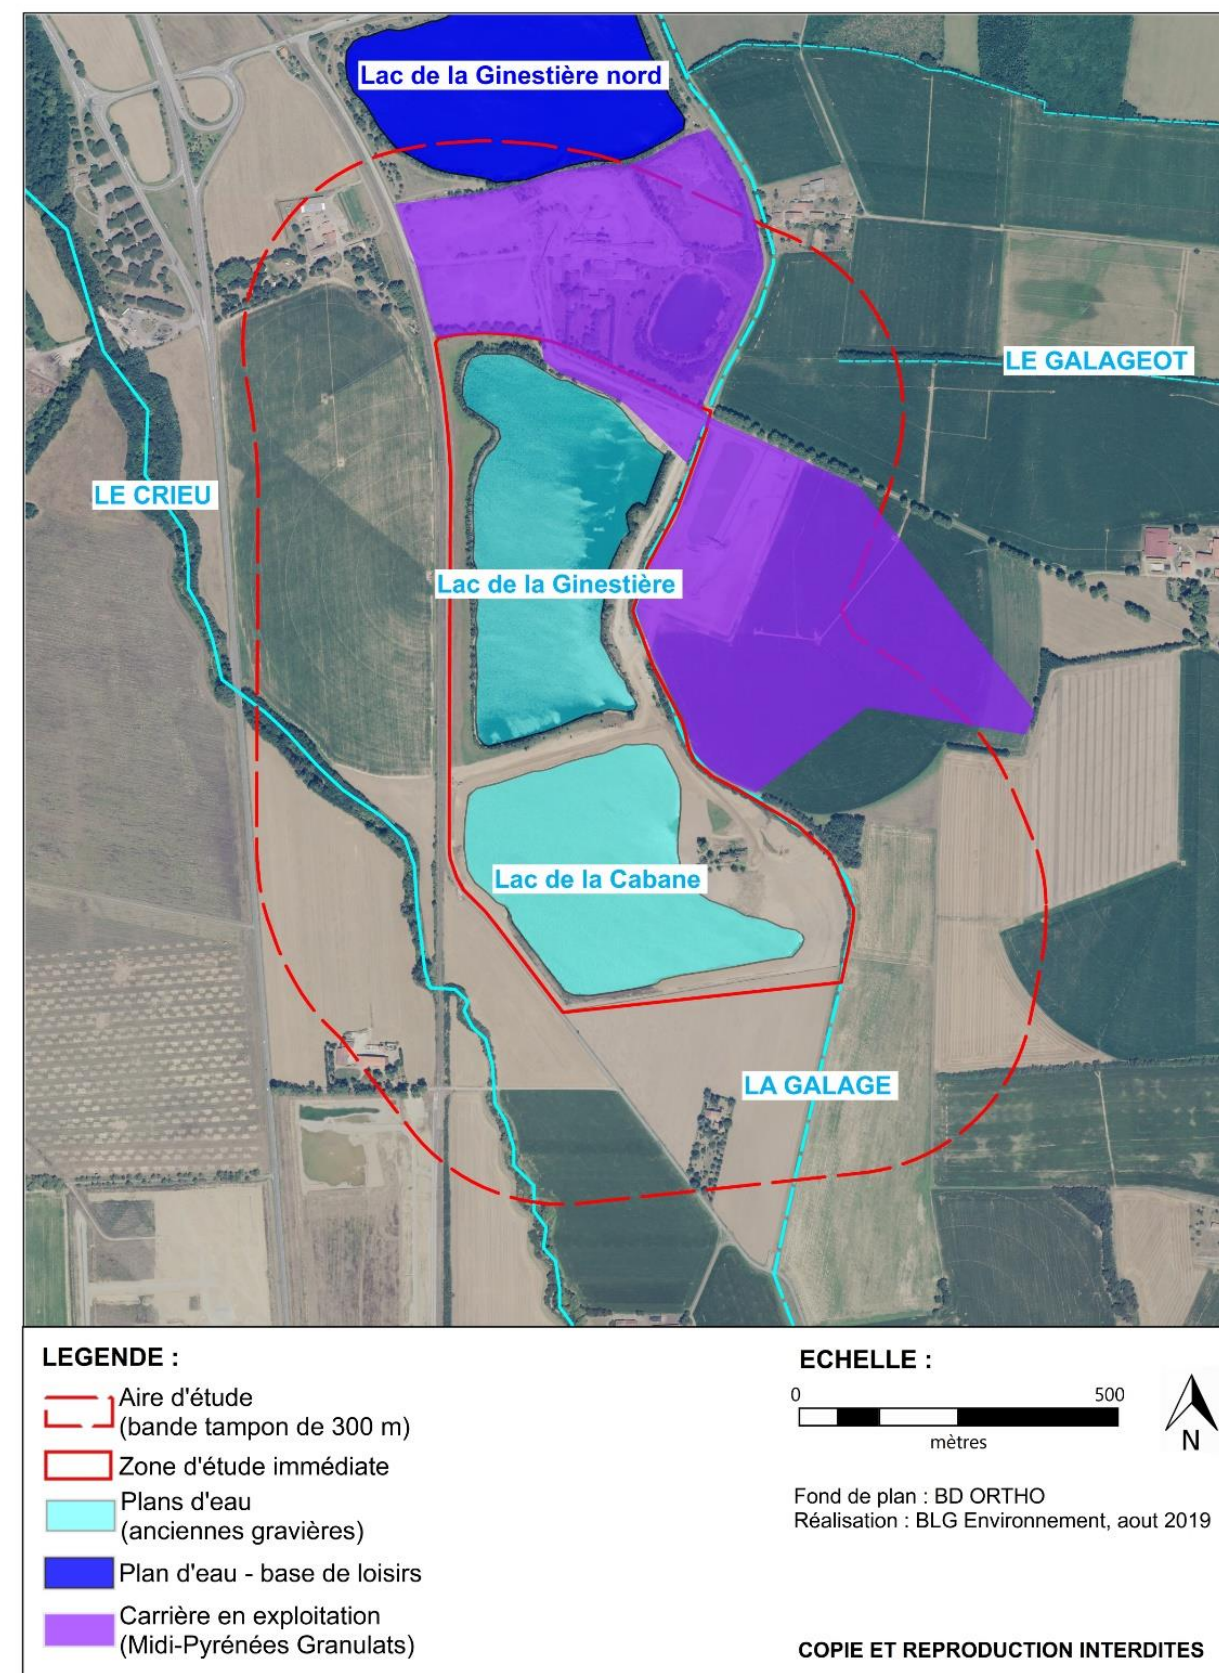 Lac de la Ginestière nord
LE GALAGEOT
LE CRIEU
Lac de la Ginestière
Lac de la Cabane
LA GALAGE
LEGENDE :
Aire d'étude
(bande tampon de 300 m)
Zone d'étude immédiate
Plans d'eau
(anciennes gravières)
Plan d'eau - base de loisirs
Carrière en exploitation
(Midi-Pyrénées Granulats)
ECHELLE :
0 500
mètres
N
Fond de plan : BD ORTHO
Réalisation : BLG Environnement, aout 2019
COPIE ET REPRODUCTION INTERDITES